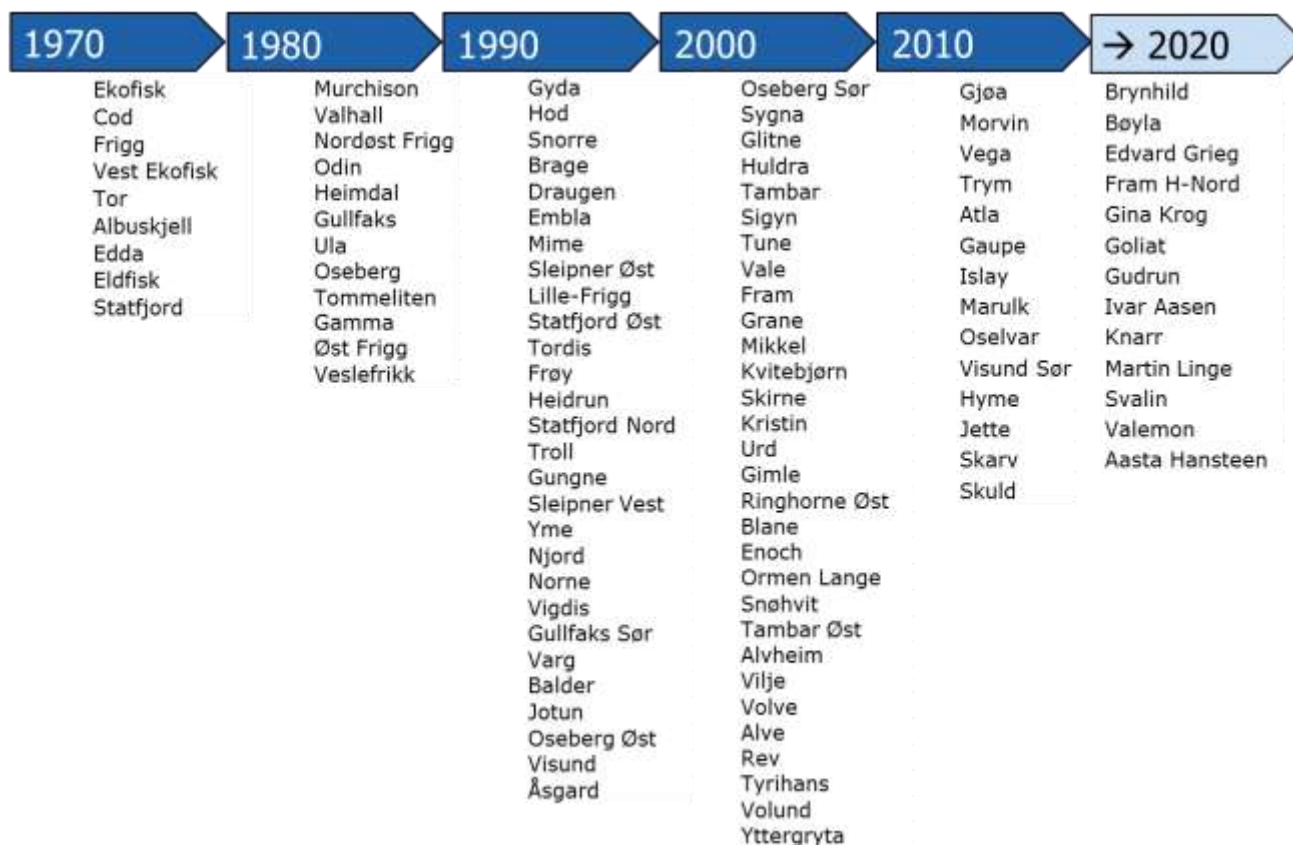 1970
Ekofisk
Cod
Frigg
Vest Ekofisk
Tor
Albuskjell
Edda
Eldfisk
Statfjord
1980
Murchison
Valhall
Nordøst Frigg
Odin
Heimdal
Gullfaks
Ula
Oseberg
Tommeliten
Gamma
Øst Frigg
Veslefrikk
1990
Gyda
Hod
Snorre
Brage
Draugen
Embla
Mime
Sleipner Øst
Lille-Frigg
Statfjord Øst
Tordis
Frøy
Heidrun
Statfjord Nord
Troll
Gungne
Sleipner Vest
Yme
Njord
Norne
Vigdis
Gullfaks Sør
Varg
Balder
Jotun
Oseberg Øst
Visund
Åsgard
2000
Oseberg Sør
Sygna
Glitne
Huldra
Tambar
Sigyn
Tune
Vale
Fram
Grane
Mikkel
Kvitebjørn
Skirne
Kristin
Urd
Gimle
Ringhorne Øst
Blane
Enoch
Ormen Lange
Snøhvit
Tambar Øst
Alvheim
Vilje
Volve
Alve
Rev
Tyrihans
Volund
Yttergryta
2010
Gjøa
Morvin
Vega
Trym
Atla
Gaupe
Islay
Marulk
Oselvar
Visund Sør
Hyme
Jette
Skarv
Skuld
→ 2020
Brynhild
Bøyla
Edvard Grieg
Fram H-Nord
Gina Krog
Goliat
Gudrun
Ivar Aasen
Knarr
Martin Linge
Svalin
Valemon
Aasta Hansteen